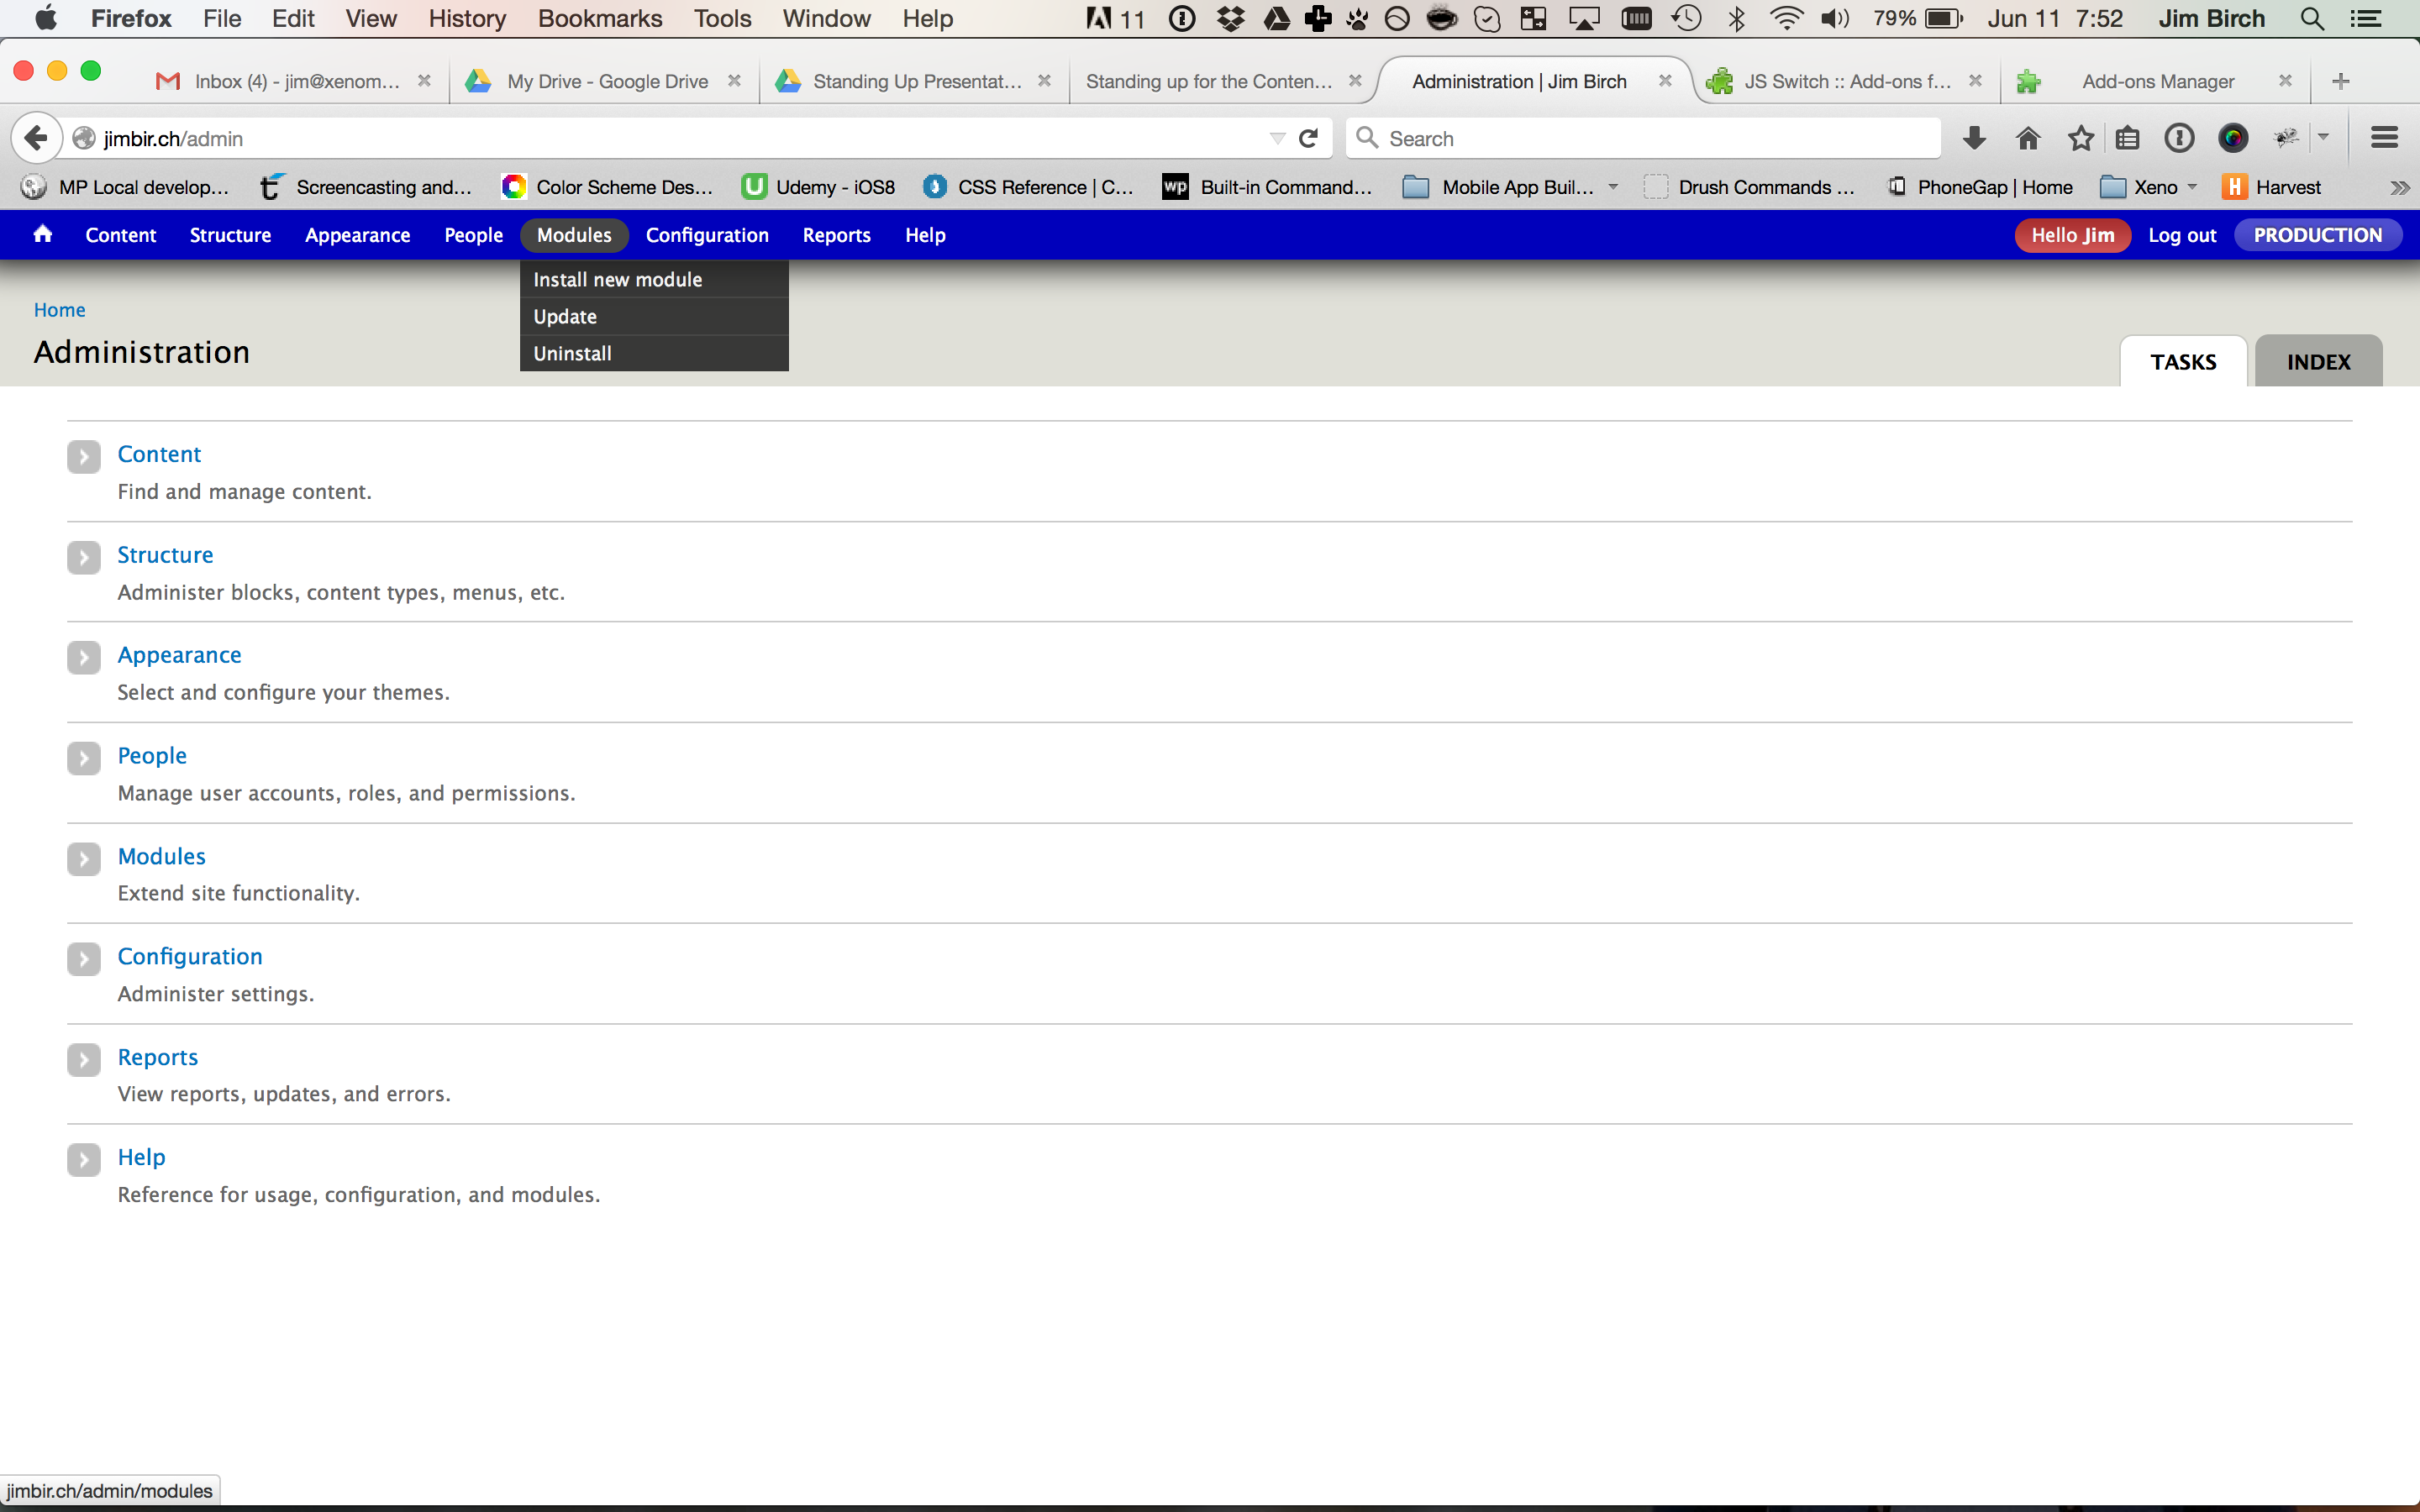 Firefox File Edit View History Bookmarks Tools Window Help 11 79% Jun 11 7:52 Jim Birch
Inbox (4) - jim@xenom... My Drive - Google Drive Standing Up Presentat... Standing up for the Conten... Administration | Jim Birch JS Switch :: Add-ons f... Add-ons Manager
jimbir.ch/admin Search
MP Local develop... Screencasting and... Color Scheme Des... Udemy - iOS8 CSS Reference | C... wp Built-in Command... Mobile App Buil... Drush Commands ... PhoneGap | Home Xeno H Harvest
Content Structure Appearance People Modules Configuration Reports Help Hello Jim Log out PRODUCTION
Install new module
Update
Uninstall
Home
Administration
TASKS INDEX
Content
Find and manage content.
Structure
Administer blocks, content types, menus, etc.
Appearance
Select and configure your themes.
People
Manage user accounts, roles, and permissions.
Modules
Extend site functionality.
Configuration
Administer settings.
Reports
View reports, updates, and errors.
Help
Reference for usage, configuration, and modules.
jimbir.ch/admin/modules